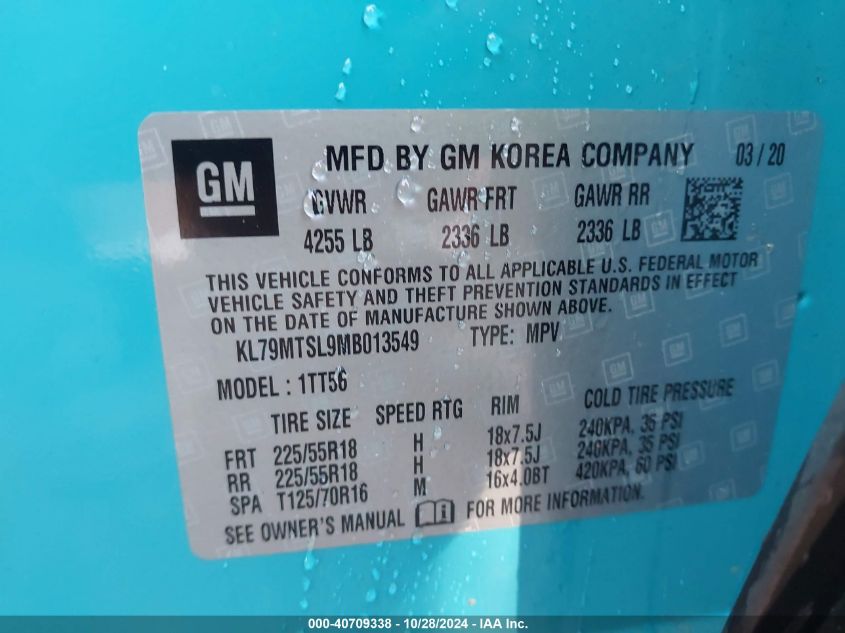 GM
MFD BY GM KOREA COMPANY 03/20
GVWR GAWR FRT GAWR RR
4255 LB 2336 LB 2336 LB
THIS VEHICLE CONFORMS TO ALL APPLICABLE U.S. FEDERAL MOTOR
VEHICLE SAFETY AND THEFT PREVENTION STANDARDS IN EFFECT
ON THE DATE OF MANUFACTURE SHOWN ABOVE.
KL79MTSL9MB013549 TYPE: MPV
MODEL : 1TT56
TIRE SIZE SPEED RTG RIM COLD TIRE PRESSURE
FRT 225/55R18 H 18x7.5J 240KPA, 35 PSI
RR 225/55R18 H 18x7.5J 240KPA, 35 PSI
SPA T125/70R16 M 16x4.0BT 420KPA, 60 PSI
SEE OWNER'S MANUAL FOR MORE INFORMATION.
000-40709338 - 10/28/2024 - IAA Inc.